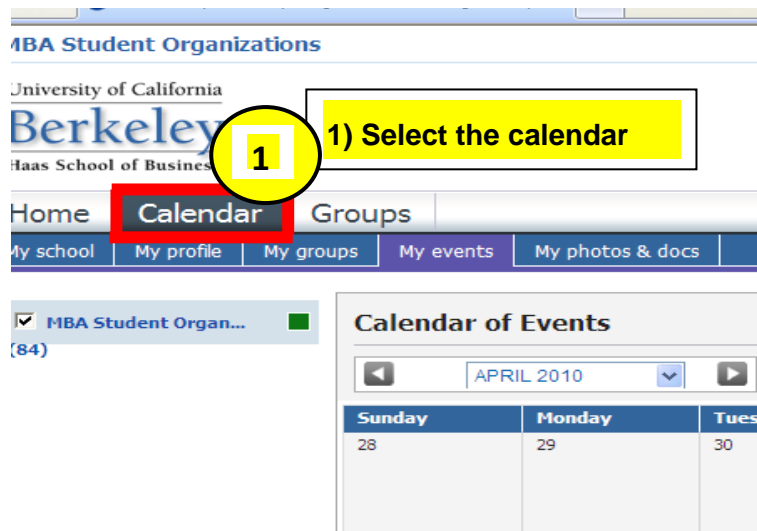 MBA Student Organizations
University of California
Berkeley
Haas School of Busines
1
1) Select the calendar
Home Calendar Groups
My school My profile My groups My events My photos & docs
MBA Student Organ...
(84)
Calendar of Events
APRIL 2010
Sunday Monday Tues
28 29 30